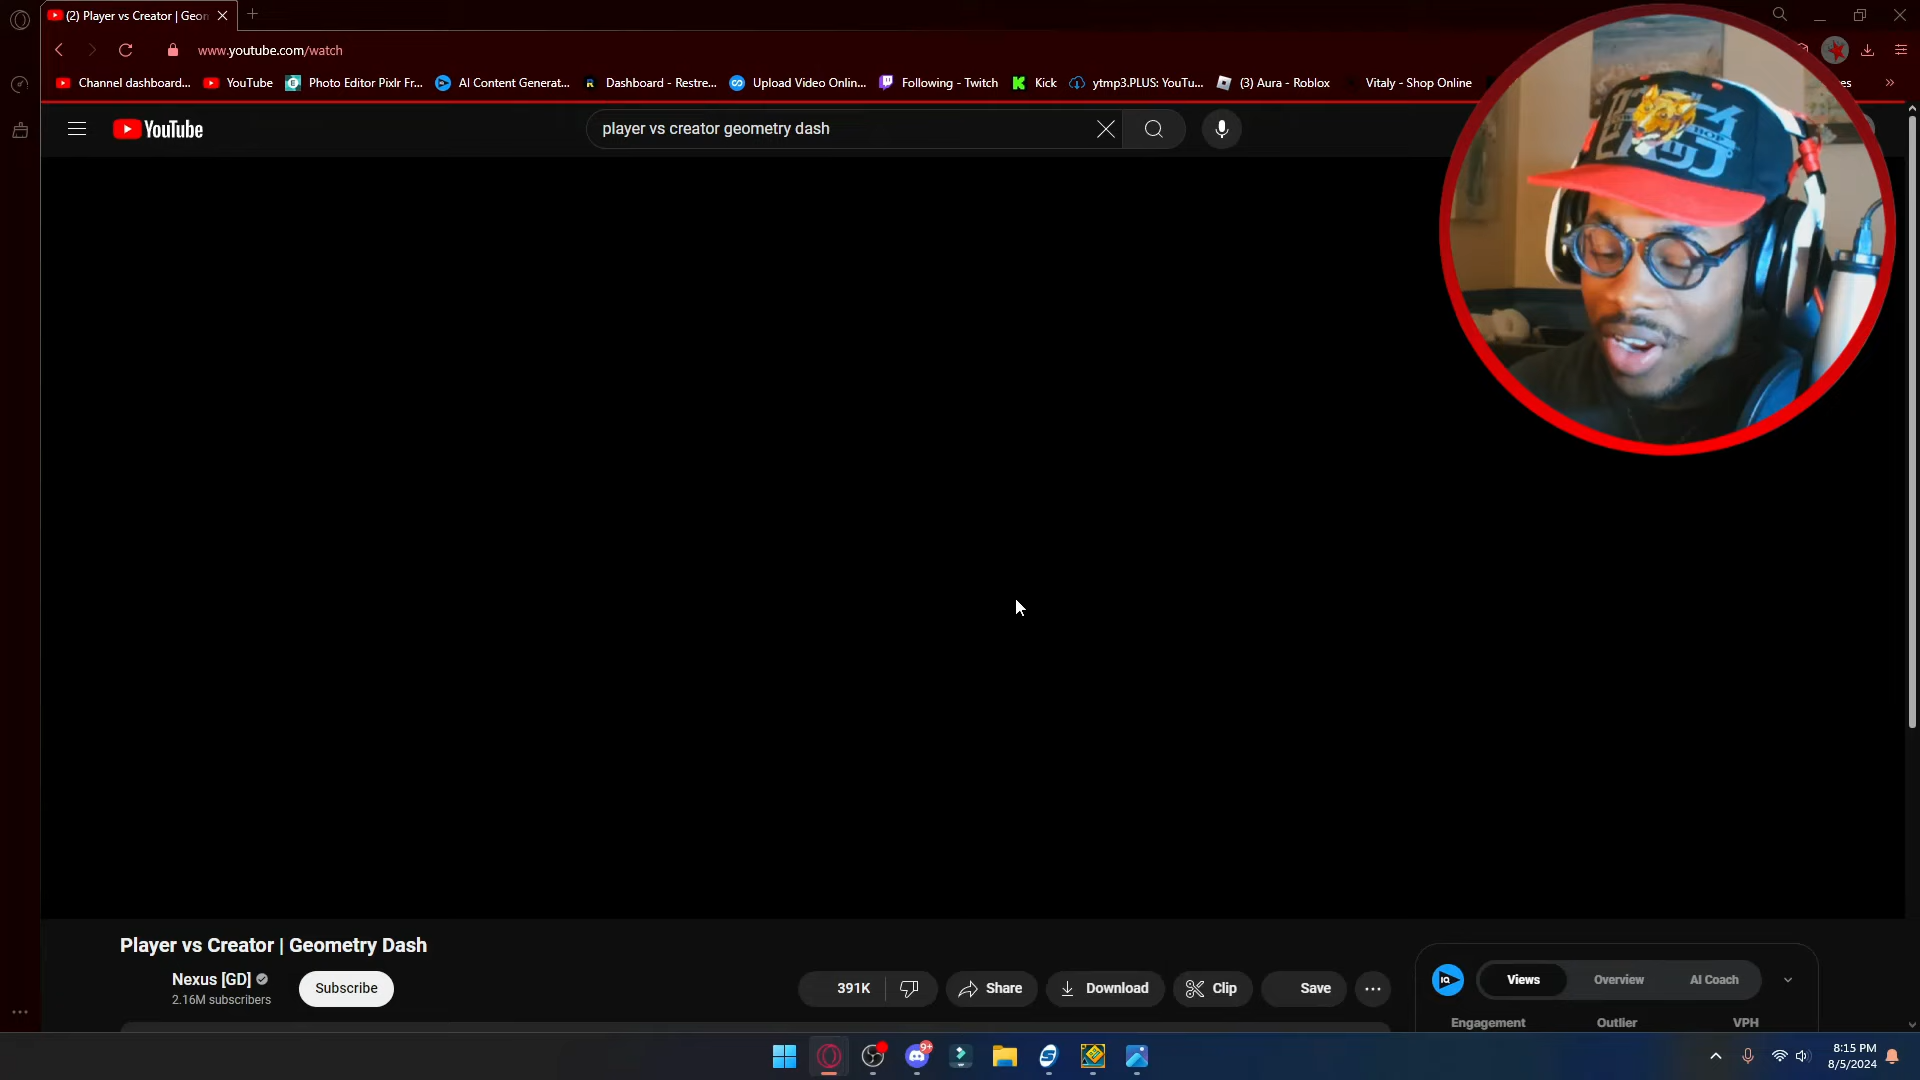 (2) Player vs Creator | Geon
www.youtube.com/watch
Channel dashboard... YouTube Photo Editor Pixlr Fr... AI Content Generat... Dashboard - Restre... Upload Video Onlin... Following - Twitch Kick ytmp3.PLUS: YouTu... (3) Aura - Roblox Vitaly - Shop Online
YouTube
player vs creator geometry dash
Player vs Creator | Geometry Dash
Nexus [GD]
2.16M subscribers
Subscribe
391K
Share
Download
Clip
Save
IQ
Views
Overview
AI Coach
Engagement
Outlier
VPH
9+
8:15 PM
8/5/2024